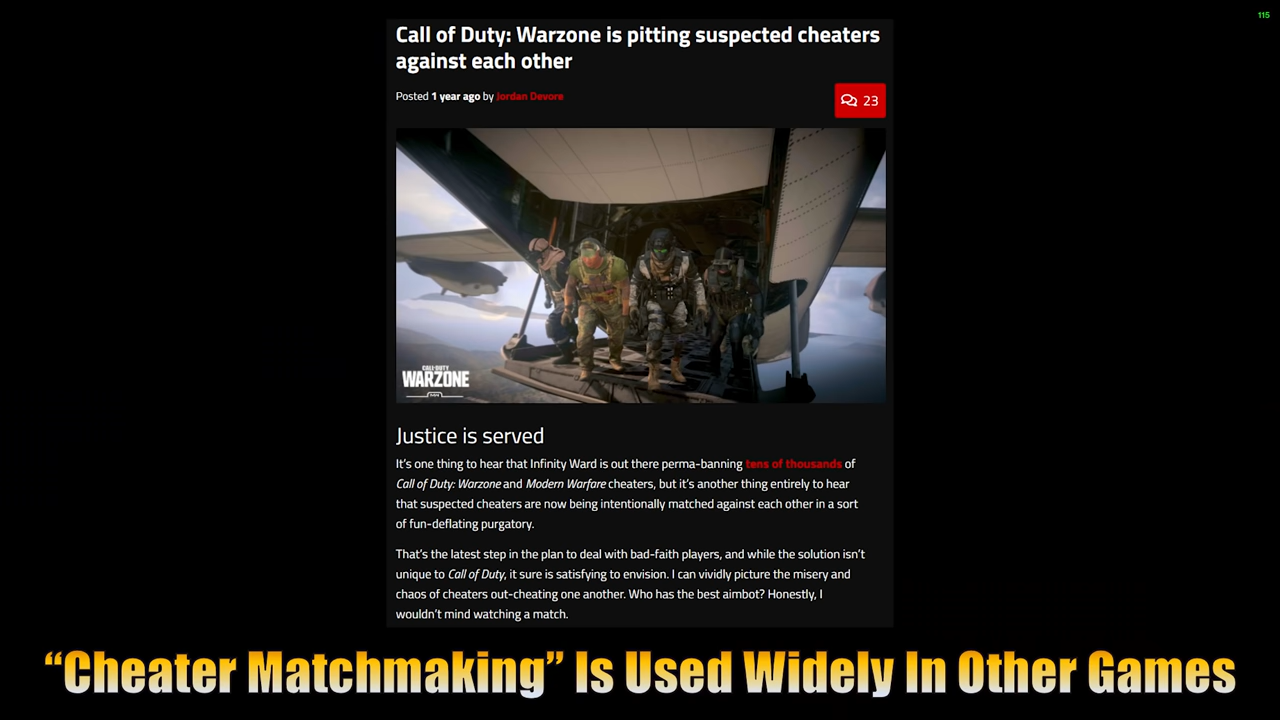 115
Call of Duty: Warzone is pitting suspected cheaters
against each other
Posted 1 year ago by Jordan Devore
23
CALL OF DUTY
WARZONE
Justice is served
It's one thing to hear that Infinity Ward is out there perma-banning tens of thousands of
Call of Duty: Warzone and Modern Warfare cheaters, but it's another thing entirely to hear
that suspected cheaters are now being intentionally matched against each other in a sort
of fun-deflating purgatory.
That's the latest step in the plan to deal with bad-faith players, and while the solution isn't
unique to Call of Duty, it sure is satisfying to envision. I can vividly picture the misery and
chaos of cheaters out-cheating one another. Who has the best aimbot? Honestly, I
wouldn't mind watching a match.
“Cheater Matchmaking” Is Used Widely In Other Games